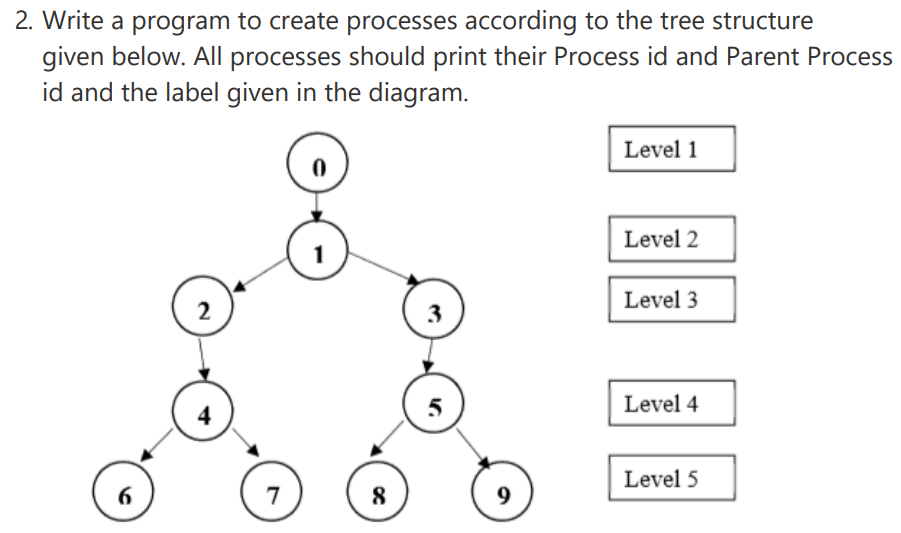 2. Write a program to create processes according to the tree structure
given below. All processes should print their Process id and Parent Process
id and the label given in the diagram.
0
Level 1
1
Level 2
2
3
Level 3
4
5
Level 4
6
7
8
9
Level 5